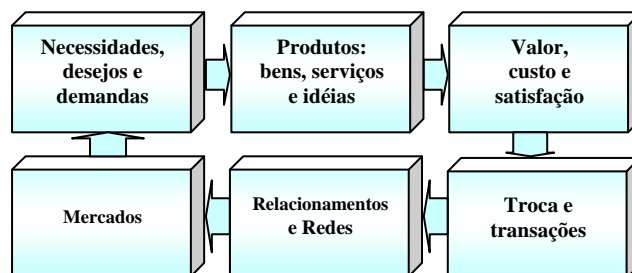 Necessidades,
desejos e
demandas
Produtos:
bens, serviços
e idéias
Valor,
custo e
satisfação
Troca e
transações
Relacionamentos
e Redes
Mercados